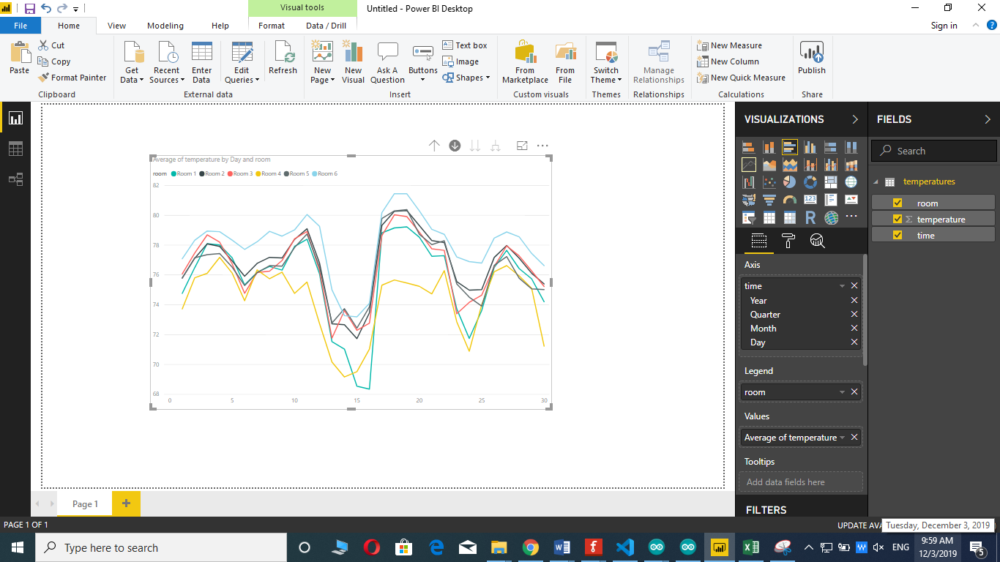 Visual tools
Untitled - Power BI Desktop
File Home View Modeling Help Format Data / Drill Sign in
Paste
Cut
Copy
Format Painter
Get Data
Recent Sources
Enter Data
Edit Queries
Refresh
New Page
New Visual
Ask A Question
Buttons
Text box
Image
Shapes
From Marketplace
From File
Switch Theme
Manage Relationships
New Measure
New Column
New Quick Measure
Publish
Clipboard External data Insert Custom visuals Themes Relationships Calculations Share
Average of temperature by Day and room
room Room 1 Room 2 Room 3 Room 4 Room 5 Room 6
82
80
78
76
74
72
70
68
0 5 10 15 20 25 30
VISUALIZATIONS
123
R
Axis
time
Year
Quarter
Month
Day
Legend
room
Values
Average of temperature
Tooltips
Add data fields here
FILTERS
FIELDS
Search
temperatures
room
Σ temperature
time
Page 1
PAGE 1 OF 1
UPDATE AVA
Tuesday, December 3, 2019
Type here to search
ENG
9:59 AM
12/3/2019
5